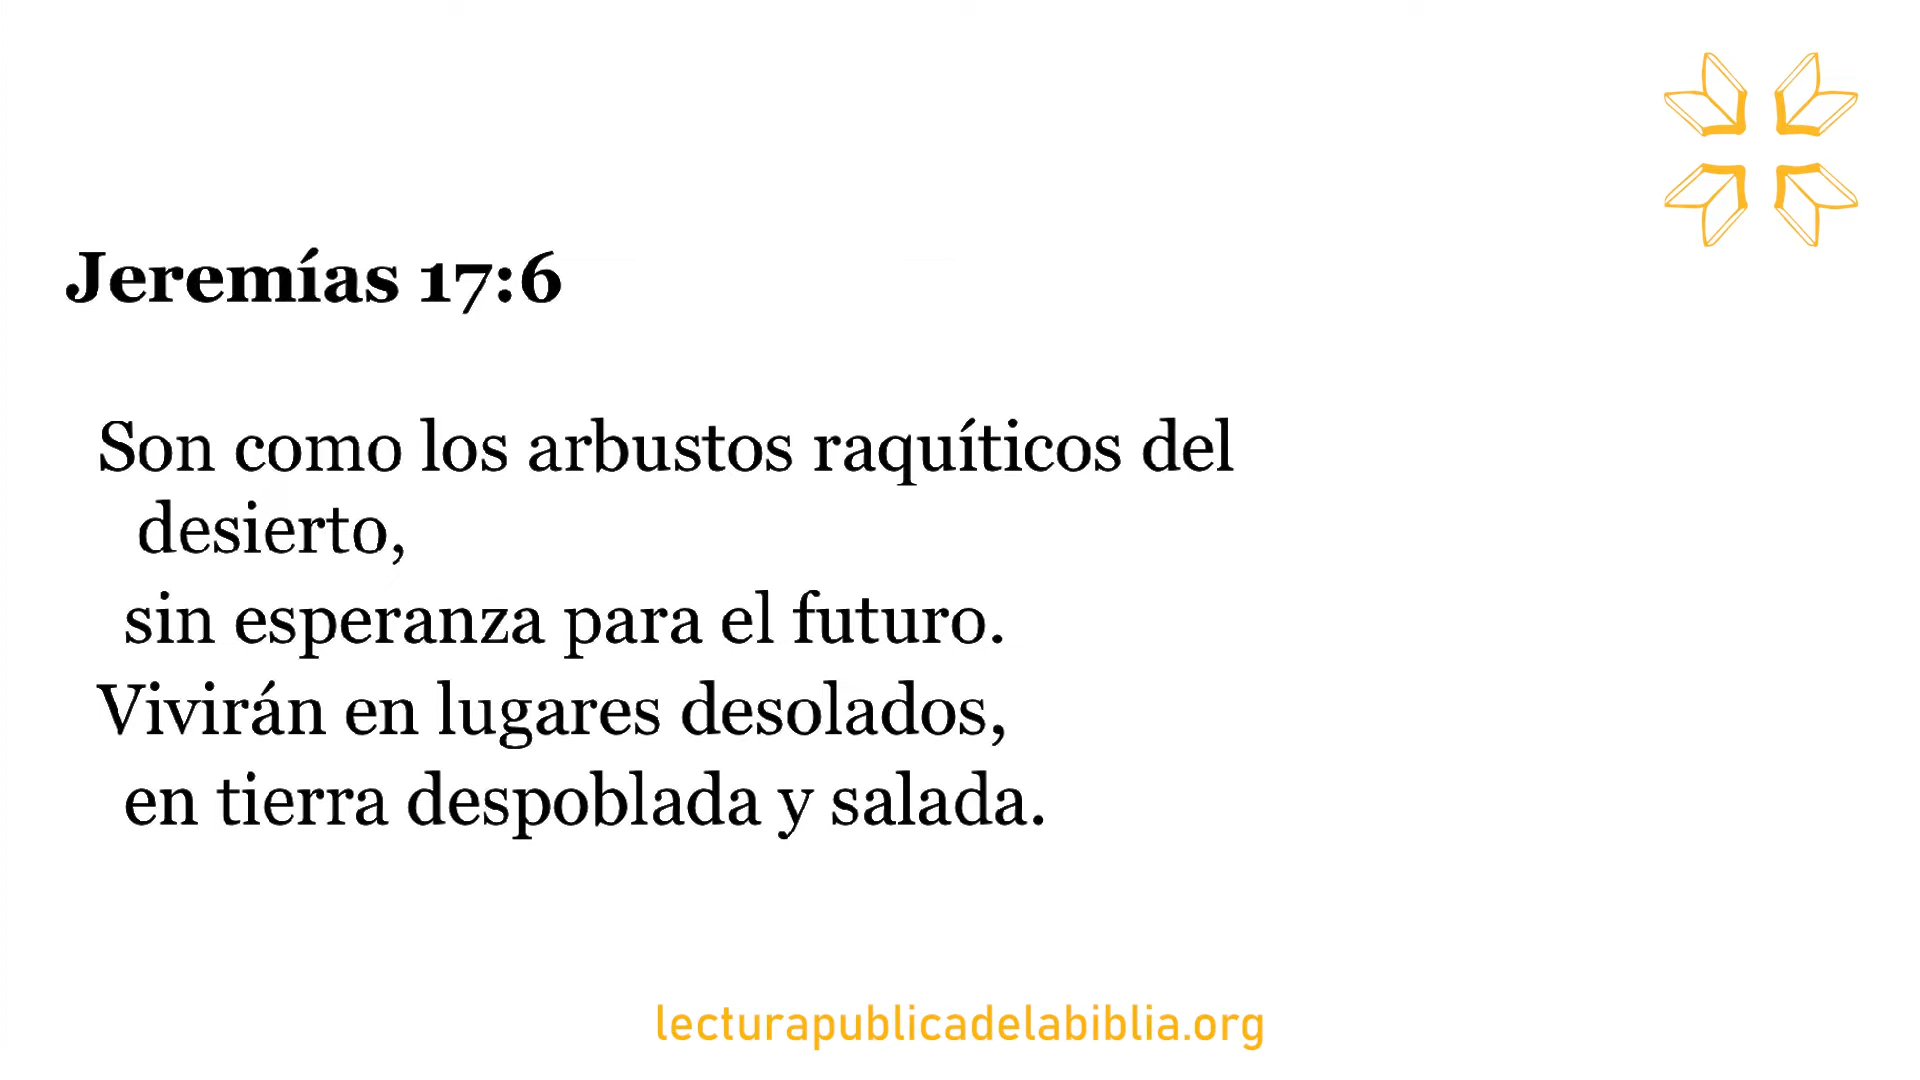 Jeremías 17:6
Son como los arbustos raquíticos del
desierto,
sin esperanza para el futuro.
Vivirán en lugares desolados,
en tierra despoblada y salada.
lecturapublicadelabiblia.org